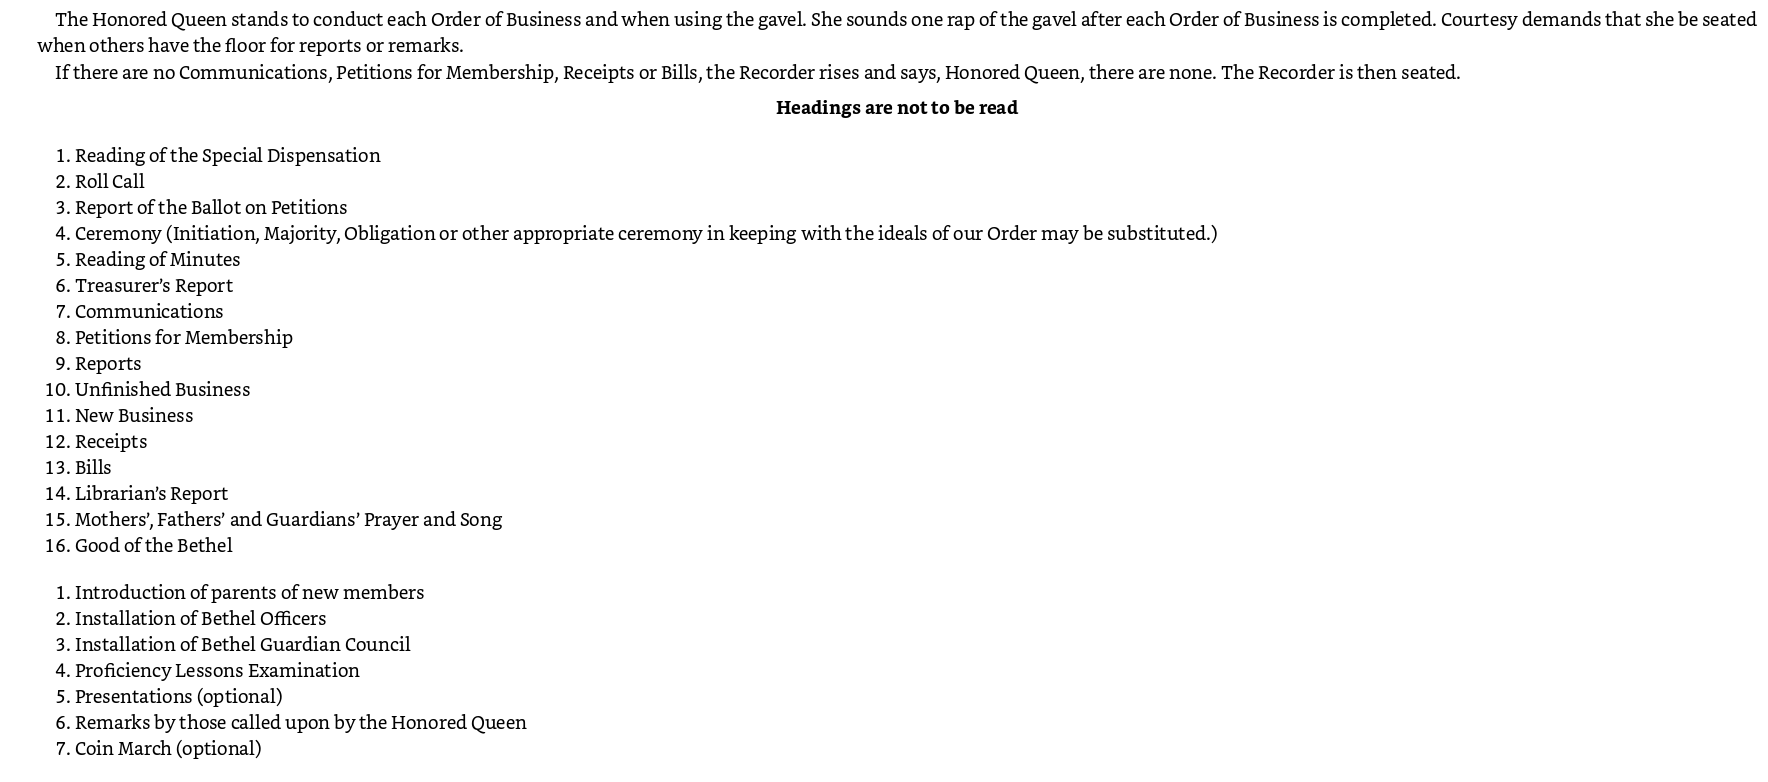 The Honored Queen stands to conduct each Order of Business and when using the gavel. She sounds one rap of the gavel after each Order of Business is completed. Courtesy demands that she be seated
when others have the floor for reports or remarks.
If there are no Communications, Petitions for Membership, Receipts or Bills, the Recorder rises and says, Honored Queen, there are none. The Recorder is then seated.
Headings are not to be read
1. Reading of the Special Dispensation
2. Roll Call
3. Report of the Ballot on Petitions
4. Ceremony (Initiation, Majority, Obligation or other appropriate ceremony in keeping with the ideals of our Order may be substituted.)
5. Reading of Minutes
6. Treasurer’s Report
7. Communications
8. Petitions for Membership
9. Reports
10. Unfinished Business
11. New Business
12. Receipts
13. Bills
14. Librarian’s Report
15. Mothers’, Fathers’ and Guardians’ Prayer and Song
16. Good of the Bethel
1. Introduction of parents of new members
2. Installation of Bethel Officers
3. Installation of Bethel Guardian Council
4. Proficiency Lessons Examination
5. Presentations (optional)
6. Remarks by those called upon by the Honored Queen
7. Coin March (optional)